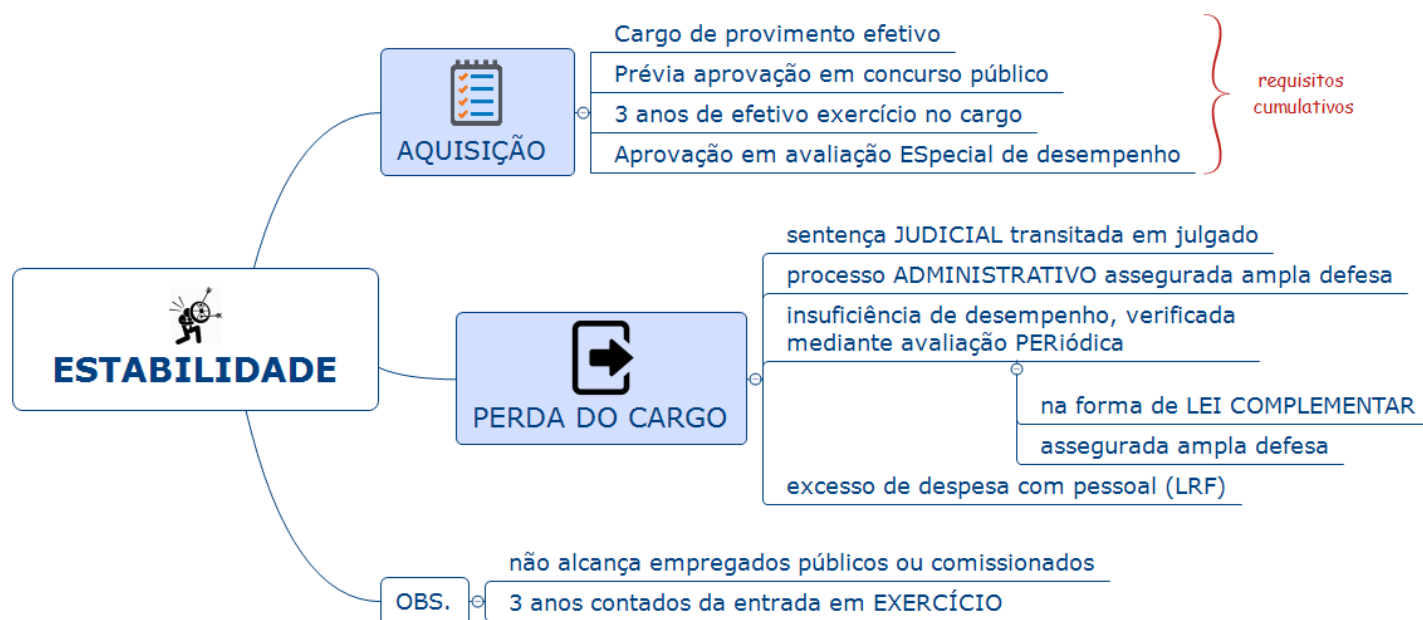 ESTABILIDADE
AQUISIÇÃO
Cargo de provimento efetivo
Prévia aprovação em concurso público
3 anos de efetivo exercício no cargo
Aprovação em avaliação ESpecial de desempenho
requisitos
cumulativos
PERDA DO CARGO
sentença JUDICIAL transitada em julgado
processo ADMINISTRATIVO assegurada ampla defesa
insuficiência de desempenho, verificada
mediante avaliação PERiódica
na forma de LEI COMPLEMENTAR
assegurada ampla defesa
excesso de despesa com pessoal (LRF)
OBS.
não alcança empregados públicos ou comissionados
3 anos contados da entrada em EXERCÍCIO